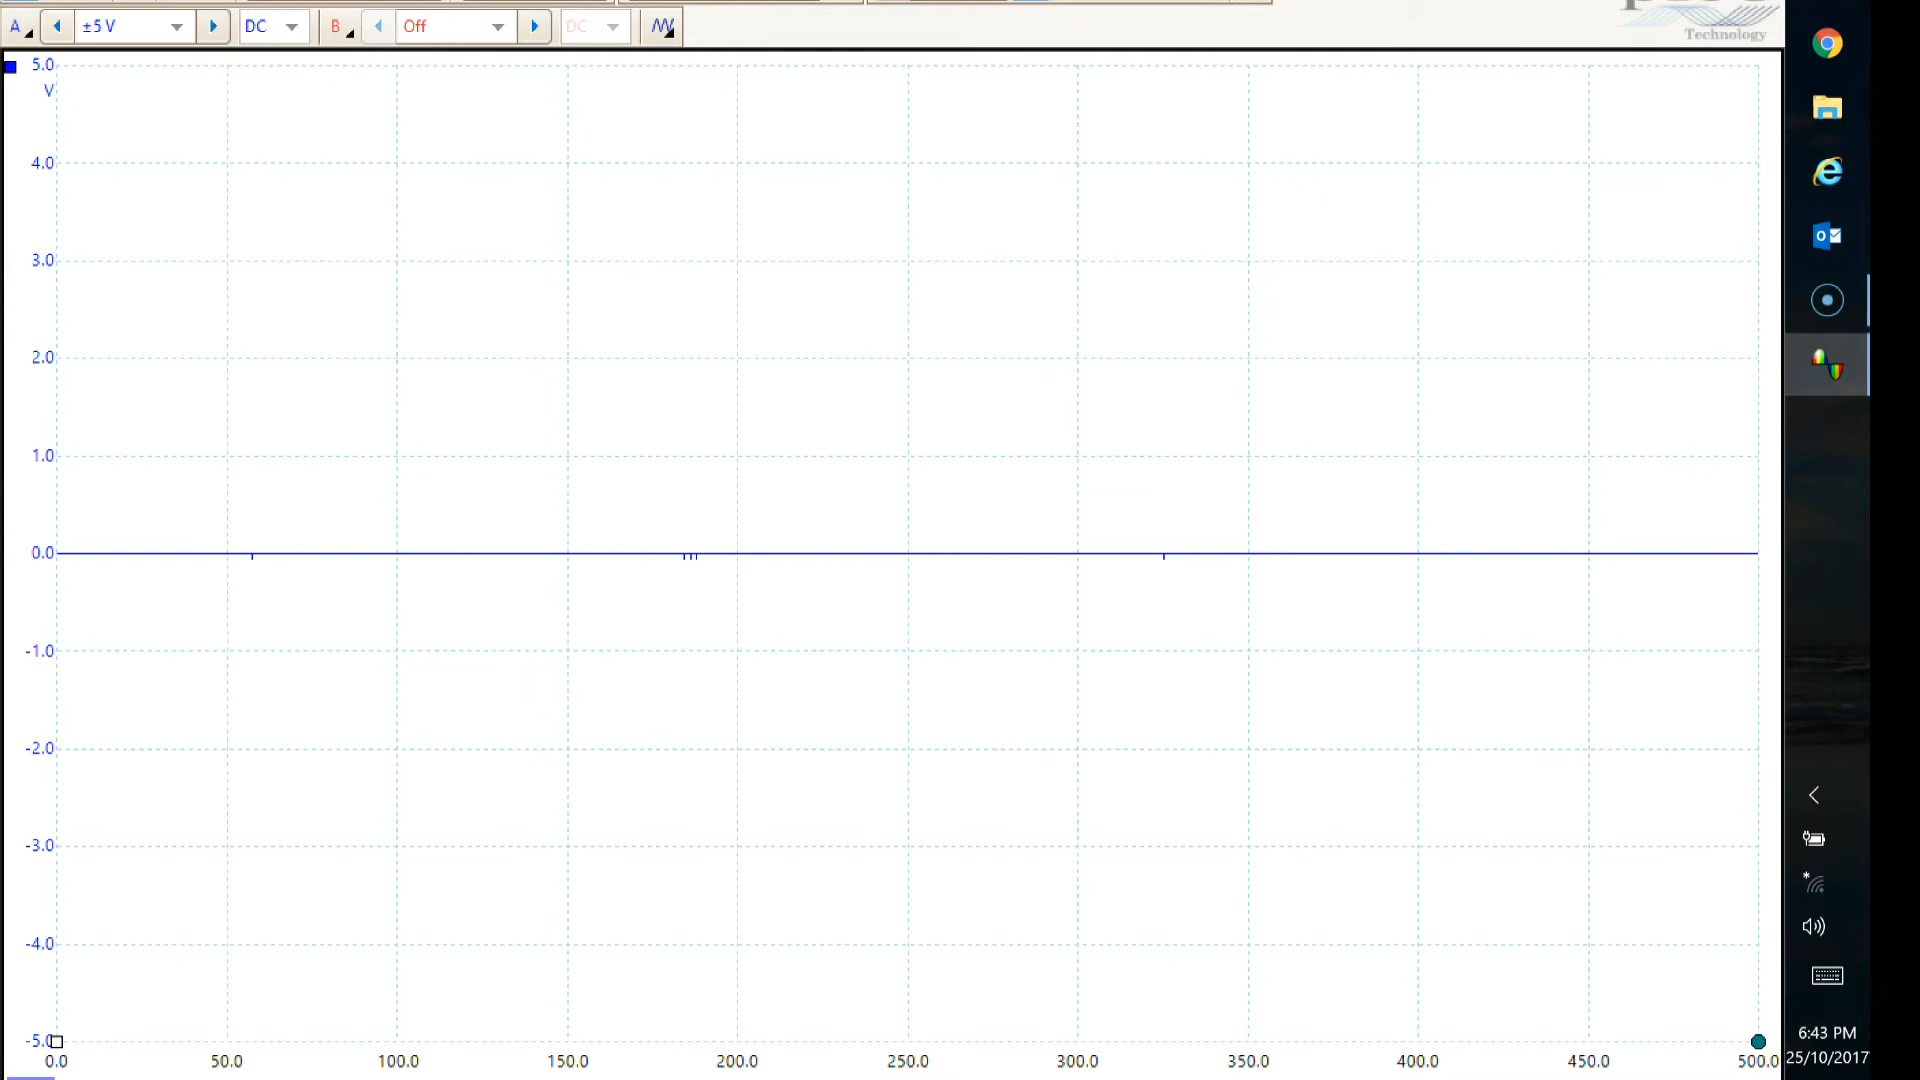 A ±5 V DC B Off DC
Technology
5.0
V
4.0
3.0
2.0
1.0
0.0
-1.0
-2.0
-3.0
-4.0
-5.0
0.0 50.0 100.0 150.0 200.0 250.0 300.0 350.0 400.0 450.0 500.0
6:43 PM
25/10/2017